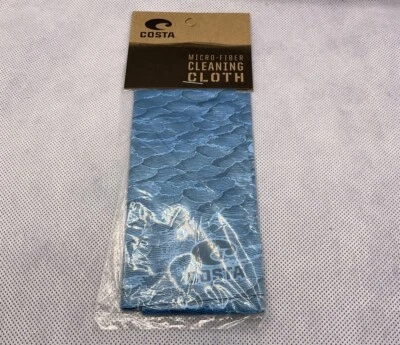 COSTA
MICRO-FIBER
CLEANING
CLOTH
COSTA